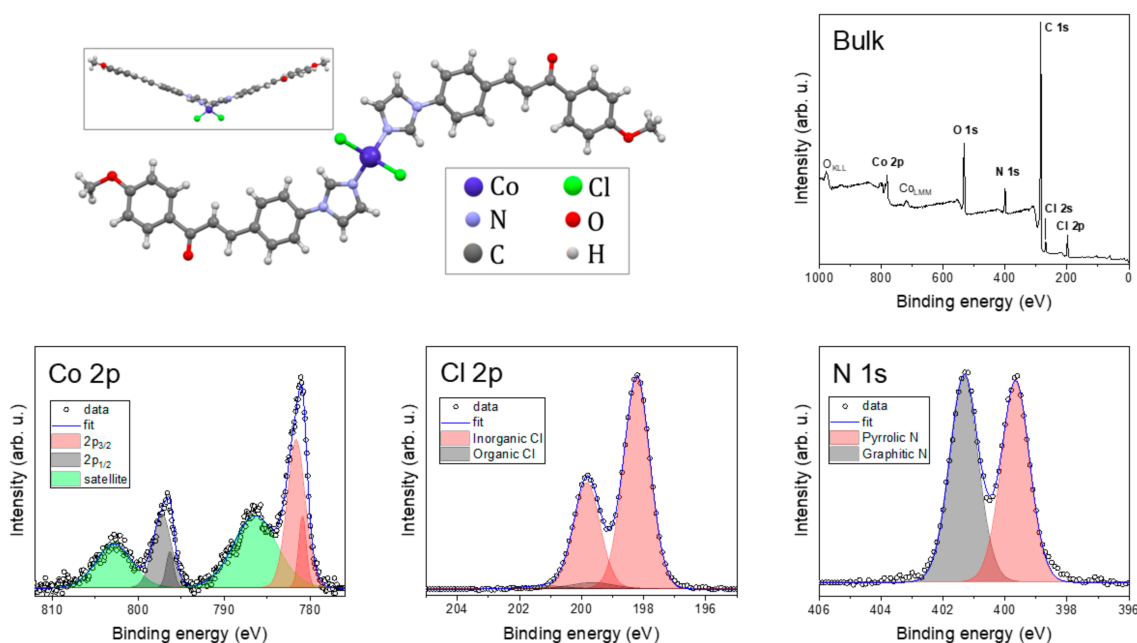 Co
Cl
N
O
C
H
Bulk
Intensity (arb. u.)
O KLL
Co 2p
Co LMM
O 1s
N 1s
C 1s
Cl 2s
Cl 2p
1000 800 600 400 200 0
Binding energy (eV)
Co 2p
data
fit
2p3/2
2p1/2
satellite
Intensity (arb. u.)
810 800 790 780
Binding energy (eV)
Cl 2p
data
fit
Inorganic Cl
Organic Cl
Intensity (arb. u.)
204 202 200 198 196
Binding energy (eV)
N 1s
data
fit
Pyrrolic N
Graphitic N
Intensity (arb. u.)
406 404 402 400 398 396
Binding energy (eV)